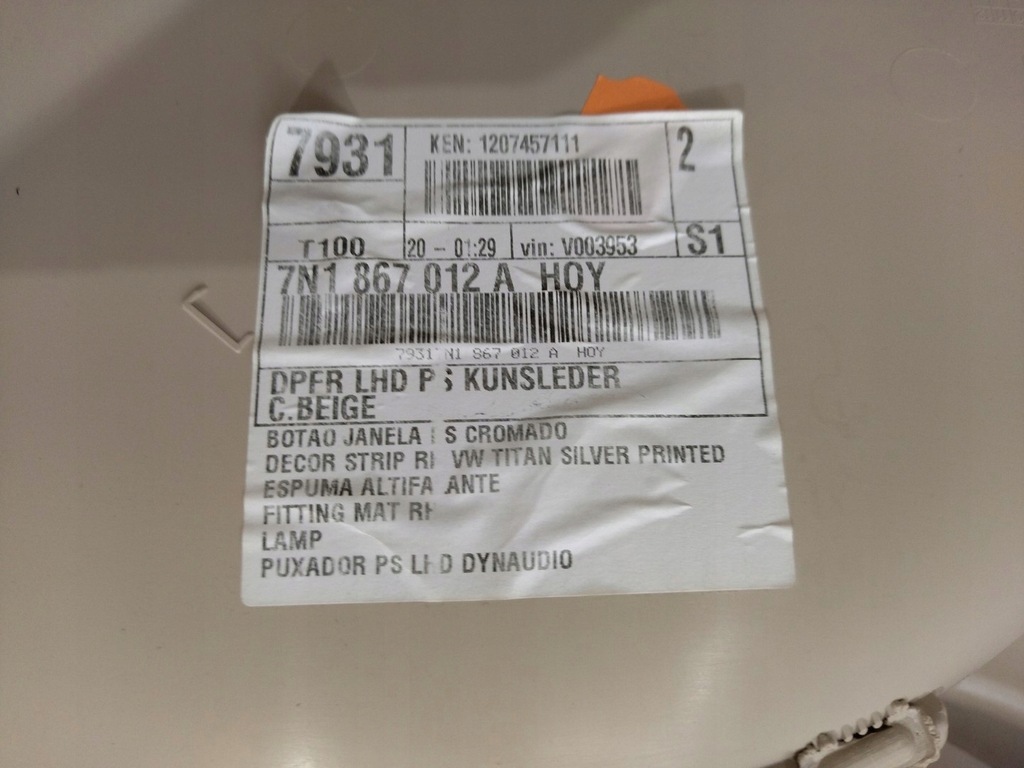 7931
KEN: 1207457111
2
T100
20 - 01:29
vin: V003953
S1
7N1 867 012 A HOY
7931 N1 867 012 A HOY
DPFR LHD P S KUNSLEDER
C.BEIGE
BOTAO JANELA S CROMADO
DECOR STRIP VW TITAN SILVER PRINTED
ESPUMA ALTIFA ANTE
FITTING MAT
LAMP
PUXADOR PS D DYNAUDIO